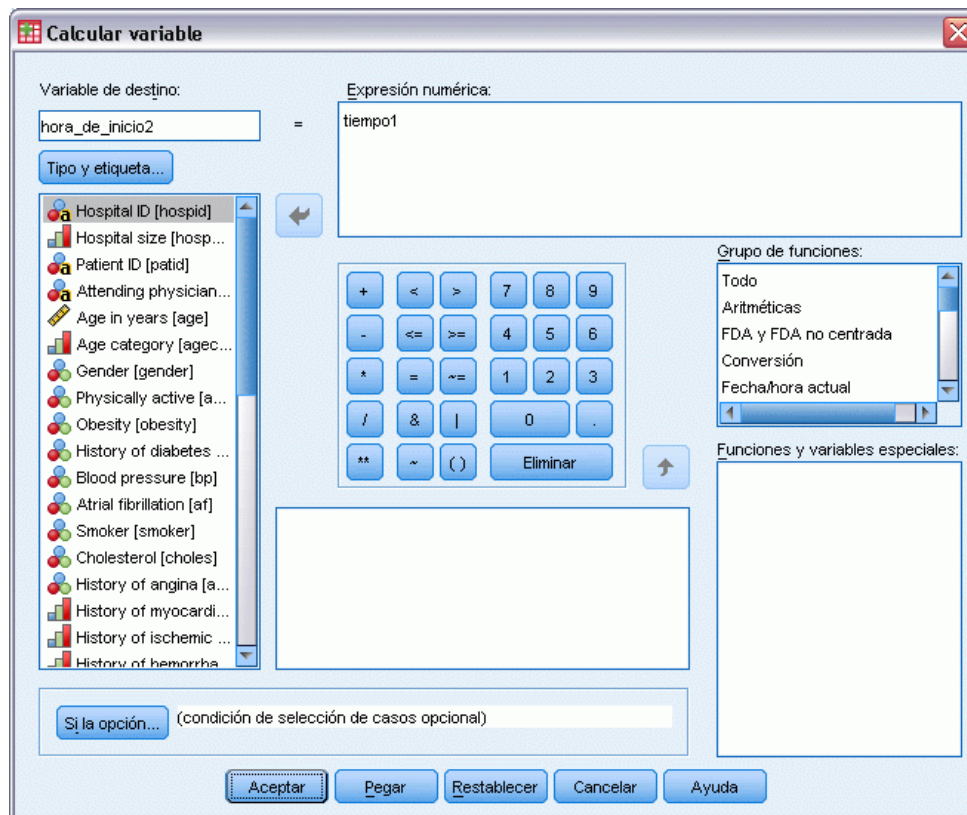 Calcular variable
Variable de destino:
hora_de_inicio2
=
Expresión numérica:
tiempo1
Tipo y etiqueta...
Hospital ID [hospid]
Hospital size [hosp...
Patient ID [patid]
Attending physician...
Age in years [age]
Age category [agec...
Gender [gender]
Physically active [a...
Obesity [obesity]
History of diabetes ...
Blood pressure [bp]
Atrial fibrillation [af]
Smoker [smoker]
Cholesterol [choles]
History of angina [a...
History of myocardi...
History of ischemic ...
History of hemorrha
+ < > 7 8 9
- <= >= 4 5 6
* = ~= 1 2 3
/ & | 0 .
** ~ ( ) Eliminar
Grupo de funciones:
Todo
Aritméticas
FDA y FDA no centrada
Conversión
Fecha/hora actual
Funciones y variables especiales:
Si la opción...
(condición de selección de casos opcional)
Aceptar
Pegar
Restablecer
Cancelar
Ayuda